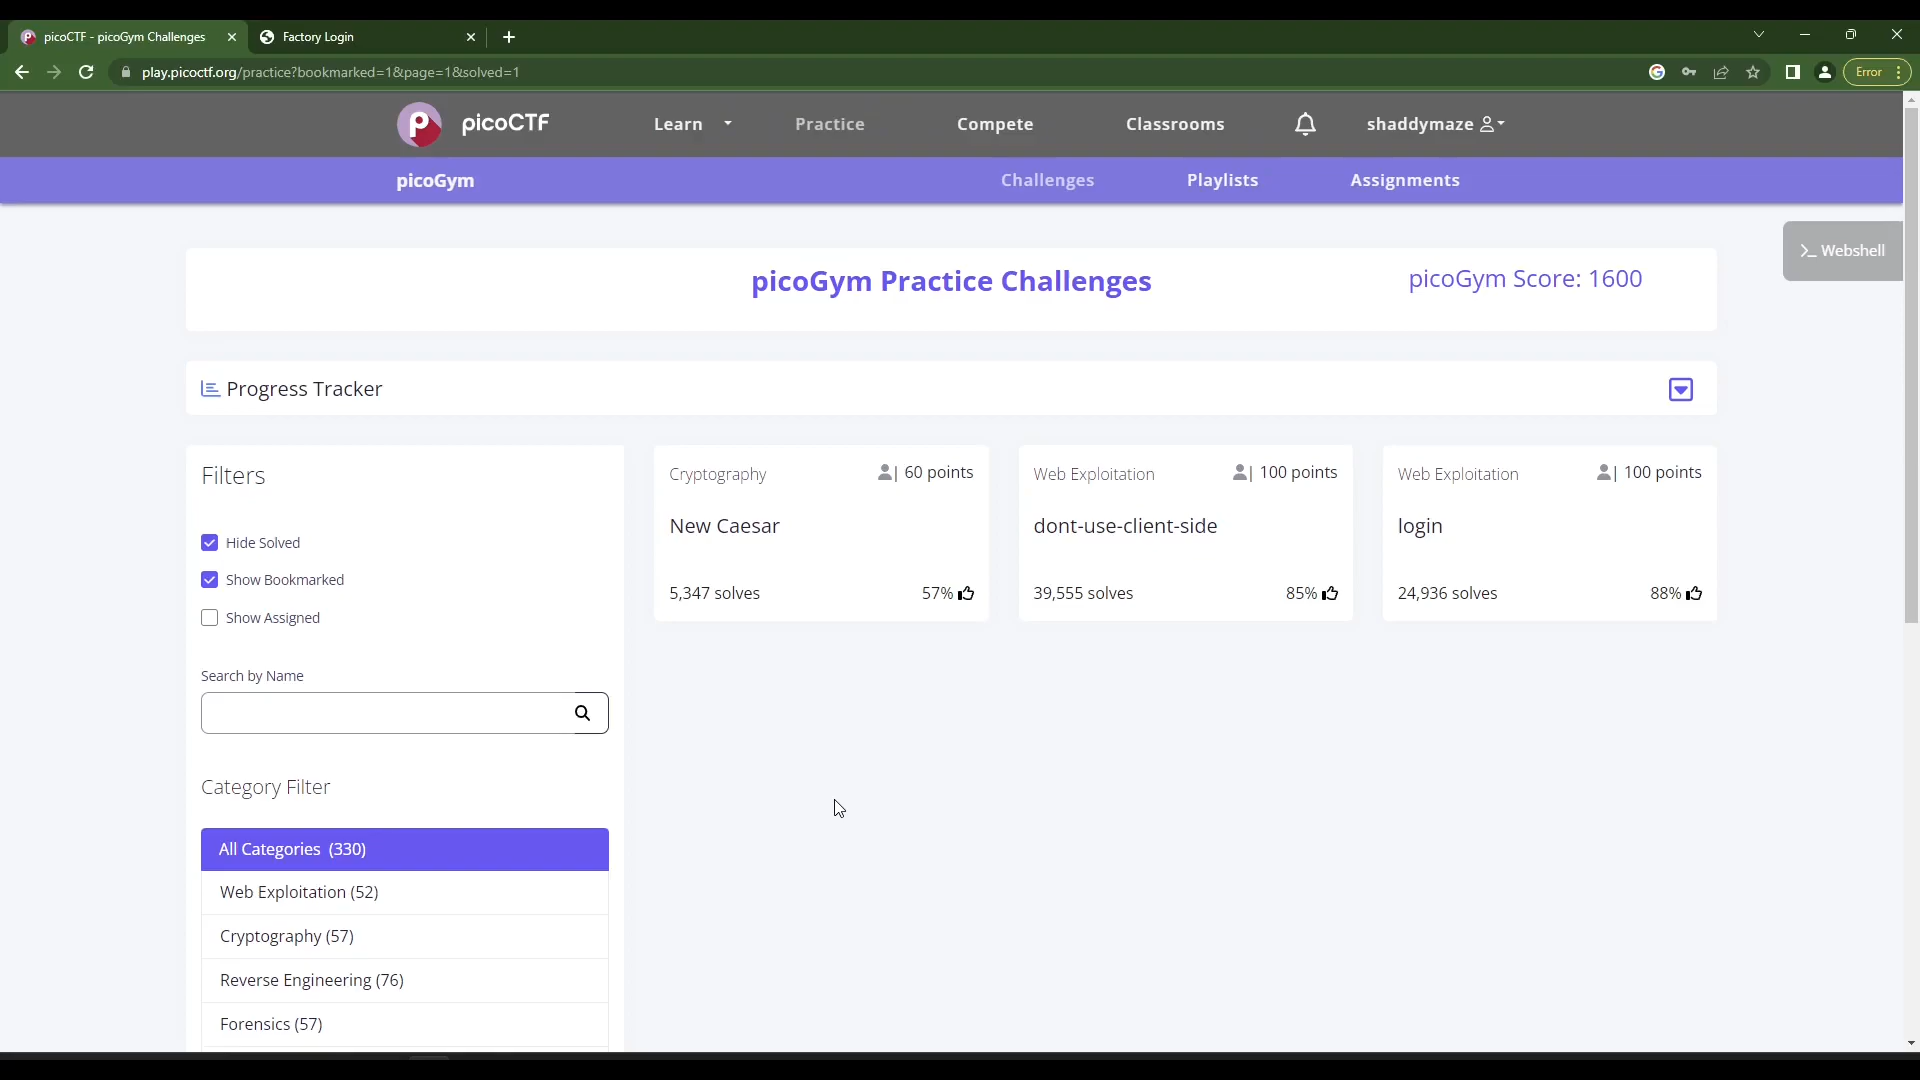 picoCTF - picoGym Challenges
Factory Login
play.picoctf.org/practice?bookmarked=1&page=1&solved=1
Error
picoCTF
Learn
Practice
Compete
Classrooms
shaddymaze
picoGym
Challenges
Playlists
Assignments
>_ Webshell
picoGym Practice Challenges
picoGym Score: 1600
Progress Tracker
Filters
Hide Solved
Show Bookmarked
Show Assigned
Search by Name
Category Filter
All Categories (330)
Web Exploitation (52)
Cryptography (57)
Reverse Engineering (76)
Forensics (57)
Cryptography | 60 points
New Caesar
5,347 solves 57%
Web Exploitation | 100 points
dont-use-client-side
39,555 solves 85%
Web Exploitation | 100 points
login
24,936 solves 88%